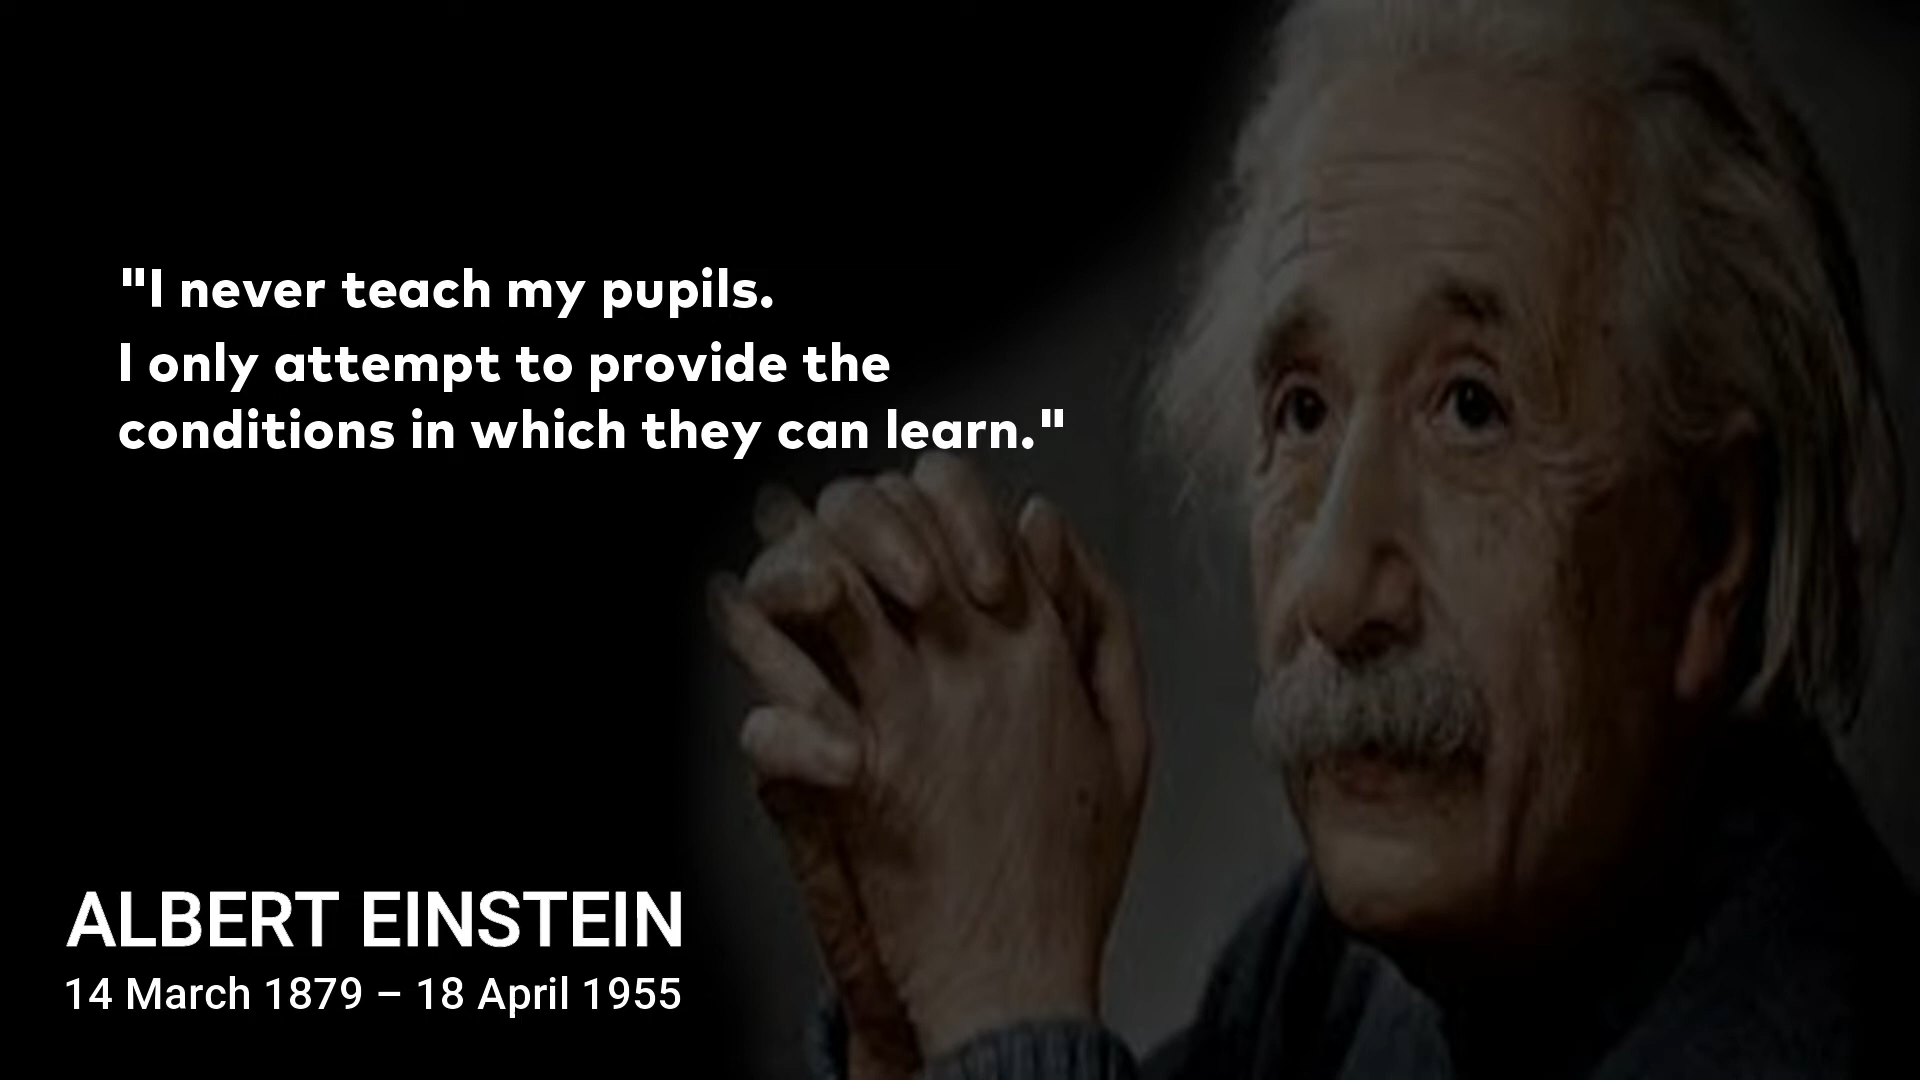 "I never teach my pupils.
I only attempt to provide the
conditions in which they can learn."
ALBERT EINSTEIN
14 March 1879 – 18 April 1955